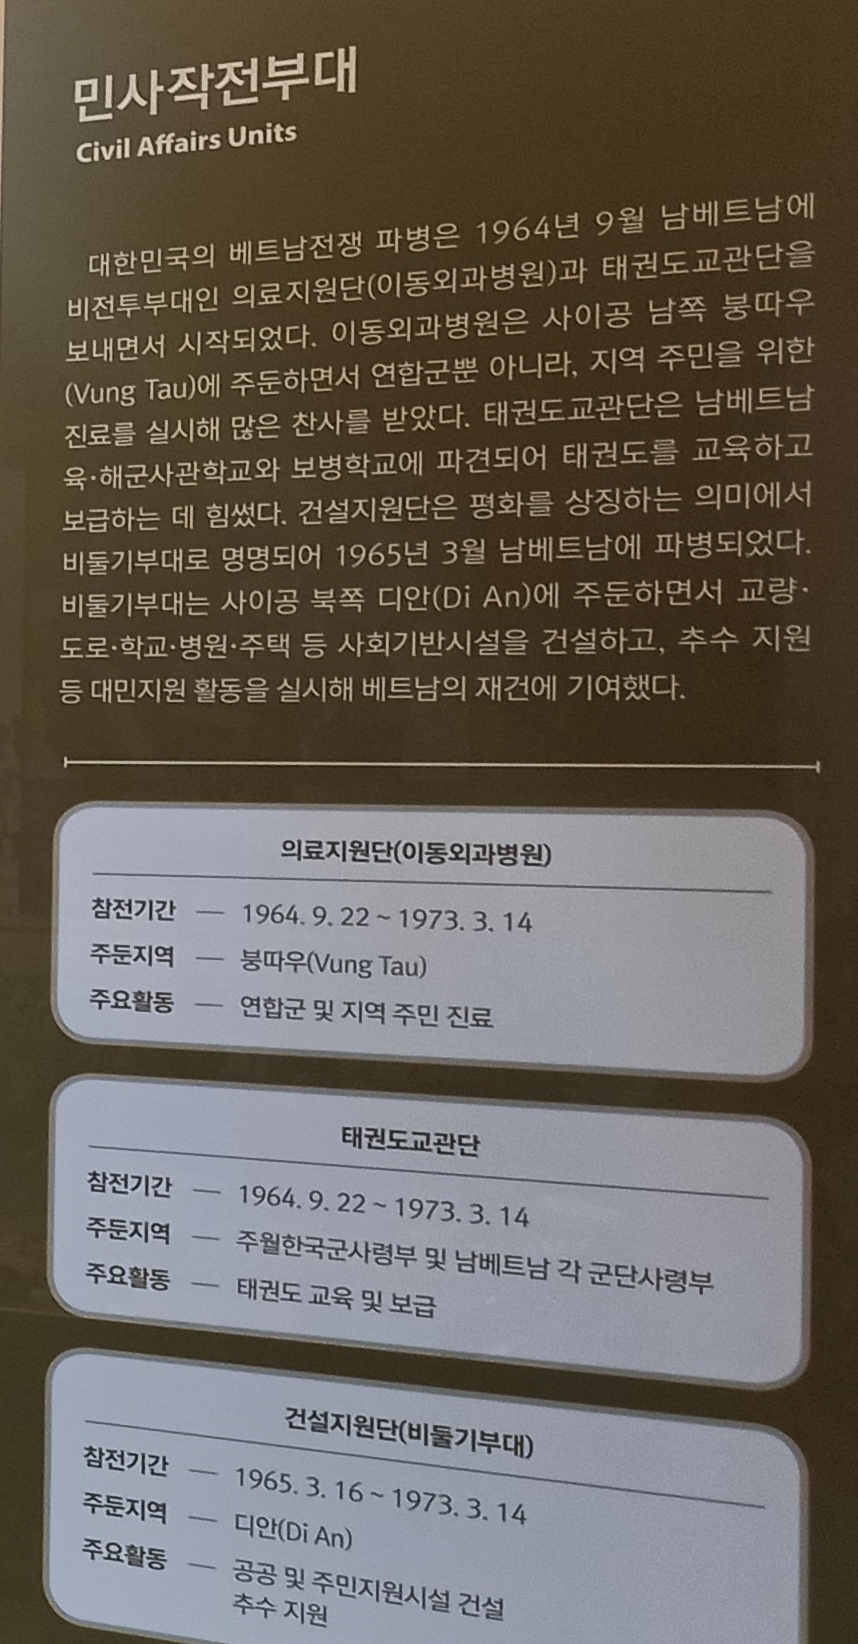 민사작전부대
Civil Affairs Units
대한민국의 베트남전쟁 파병은 1964년 9월 남베트남에
비전투부대인 의료지원단(이동외과병원)과 태권도교관단을
보내면서 시작되었다. 이동외과병원은 사이공 남쪽 붕따우
(Vung Tau)에 주둔하면서 연합군뿐 아니라, 지역 주민을 위한
진료를 실시해 많은 찬사를 받았다. 태권도교관단은 남베트남
육·해군사관학교와 보병학교에 파견되어 태권도를 교육하고
보급하는 데 힘썼다. 건설지원단은 평화를 상징하는 의미에서
비둘기부대로 명명되어 1965년 3월 남베트남에 파병되었다.
비둘기부대는 사이공 북쪽 디안(Di An)에 주둔하면서 교량·
도로·학교·병원·주택 등 사회기반시설을 건설하고, 추수 지원
등 대민지원 활동을 실시해 베트남의 재건에 기여했다.
의료지원단(이동외과병원)
참전기간 — 1964. 9. 22 ~ 1973. 3. 14
주둔지역 — 붕따우(Vung Tau)
주요활동 — 연합군 및 지역 주민 진료
태권도교관단
참전기간 — 1964. 9. 22 ~ 1973. 3. 14
주둔지역 — 주월한국군사령부 및 남베트남 각 군단사령부
주요활동 — 태권도 교육 및 보급
건설지원단(비둘기부대)
참전기간 — 1965. 3. 16 ~ 1973. 3. 14
주둔지역 — 디안(Di An)
주요활동 — 공공 및 주민지원시설 건설
추수 지원